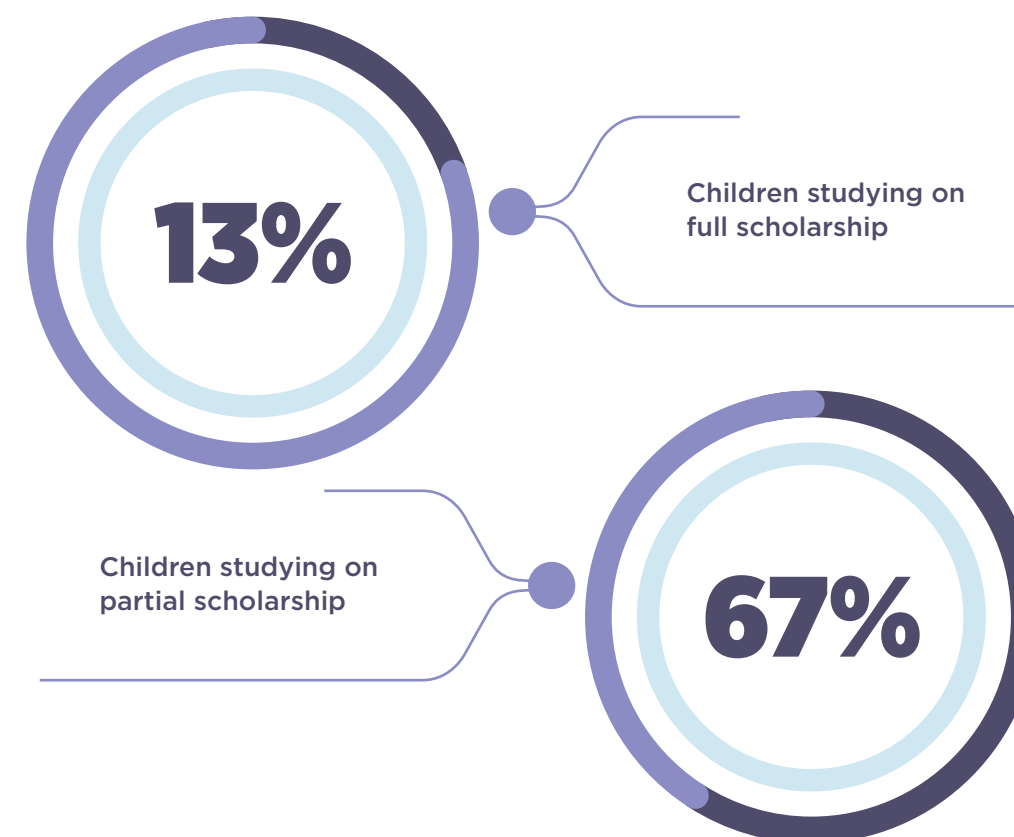 13%
Children studying on
full scholarship
Children studying on
partial scholarship
67%